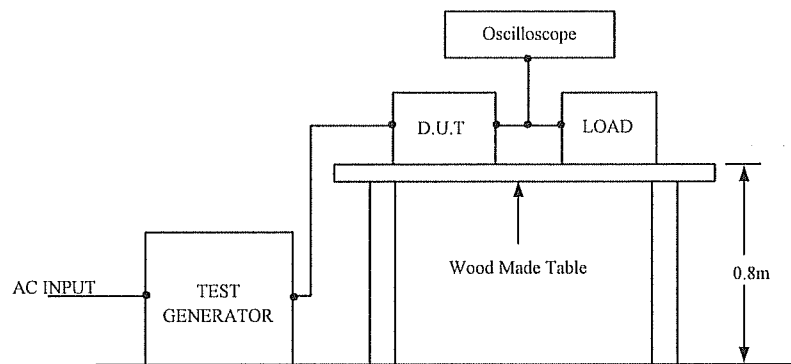 Oscilloscope
D.U.T
LOAD
Wood Made Table
0.8m
AC INPUT
TEST
GENERATOR